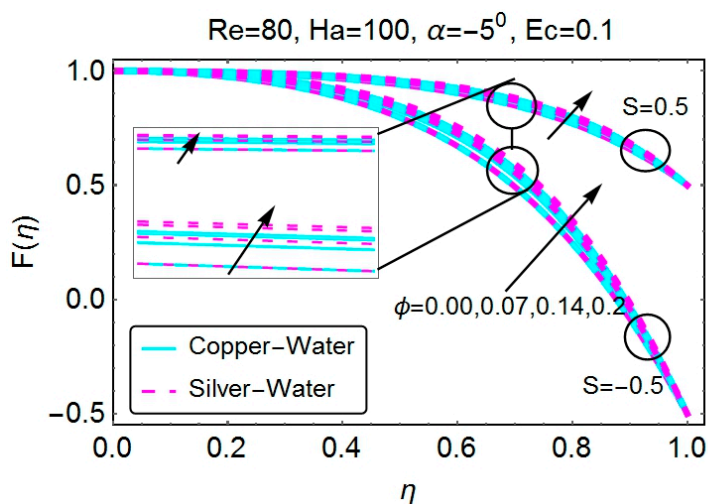 Re=80, Ha=100, α=−5⁰, Ec=0.1
1.0
0.5
0.0
−0.5
F(η)
S=0.5
ϕ=0.00,0.07,0.14,0.2
S=−0.5
Copper−Water
Silver−Water
0.0 0.2 0.4 0.6 0.8 1.0
η